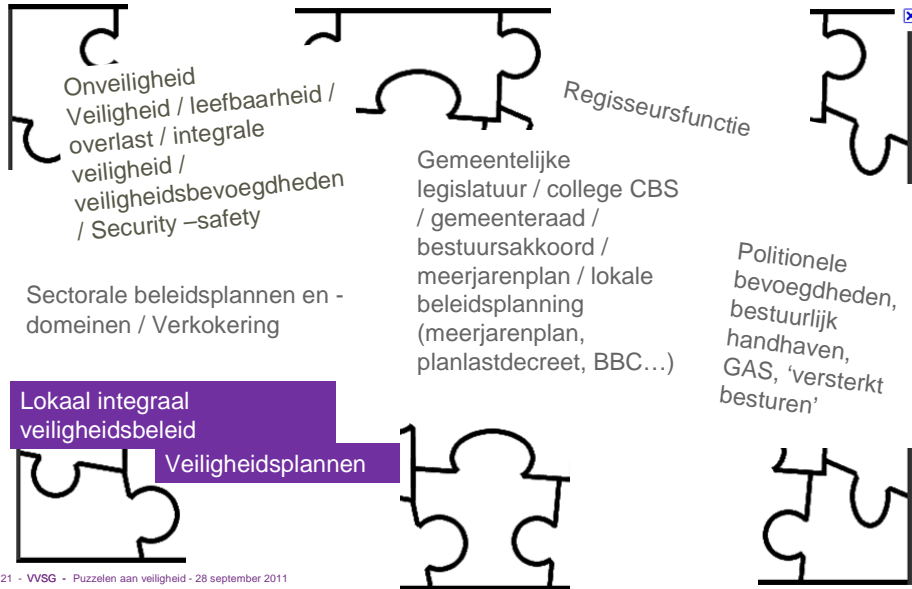 Onveiligheid
Veiligheid / leefbaarheid /
overlast / integrale
veiligheid /
veiligheidsbevoegdheden
/ Security –safety
Regisseursfunctie
Gemeentelijke
legislatuur / college CBS
/ gemeenteraad /
bestuursakkoord /
meerjarenplan / lokale
beleidsplanning
(meerjarenplan,
planlastdecreet, BBC…)
Politionele
bevoegdheden,
bestuurlijk
handhaven,
GAS, ‘versterkt
besturen’
Sectorale beleidsplannen en -
domeinen / Verkokering
Lokaal integraal
veiligheidsbeleid
Veiligheidsplannen
21 - VVSG - Puzzelen aan veiligheid - 28 september 2011